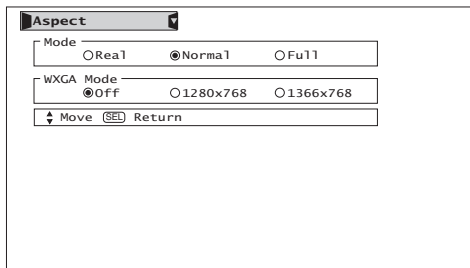 Aspect
Mode
Real Normal Full
WXGA Mode
Off 1280x768 1366x768
Move SEL Return